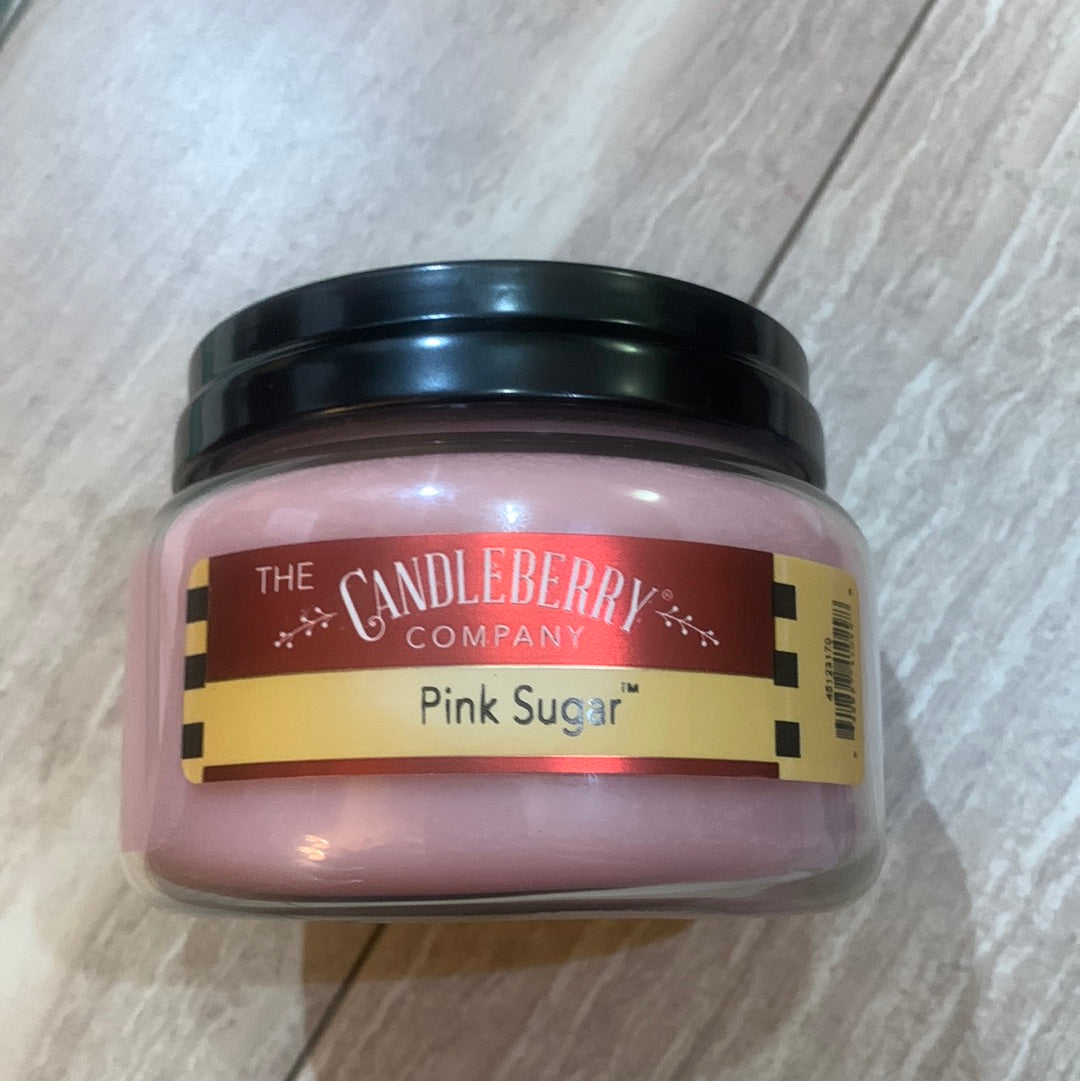 THE CANDLEBERRY®
COMPANY
Pink Sugar™